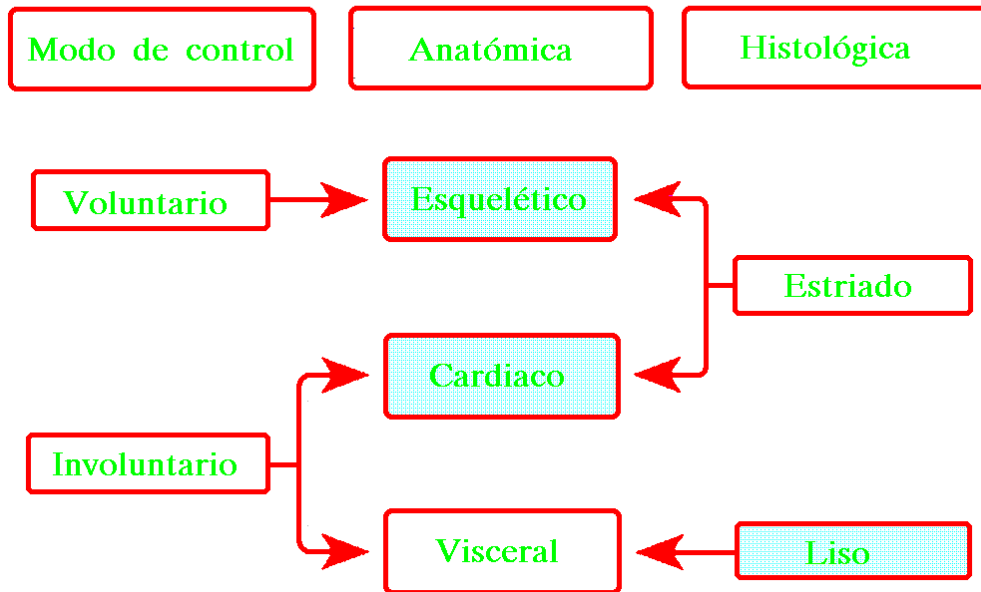 Modo de control
Anatómica
Histológica
Voluntario
Esquelético
Estriado
Cardiaco
Involuntario
Visceral
Liso